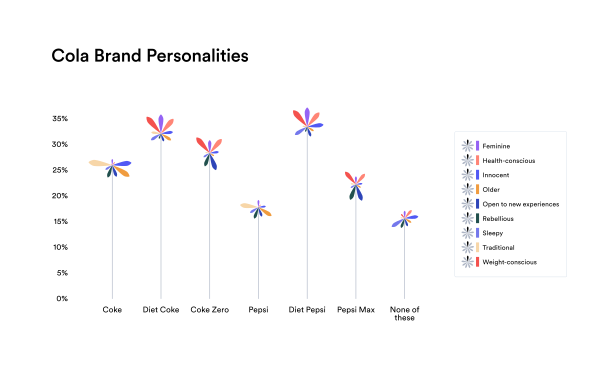 Cola Brand Personalities
35%
30%
25%
20%
15%
10%
5%
0%
Coke
Diet Coke
Coke Zero
Pepsi
Diet Pepsi
Pepsi Max
None of
these
Feminine
Health-conscious
Innocent
Older
Open to new experiences
Rebellious
Sleepy
Traditional
Weight-conscious